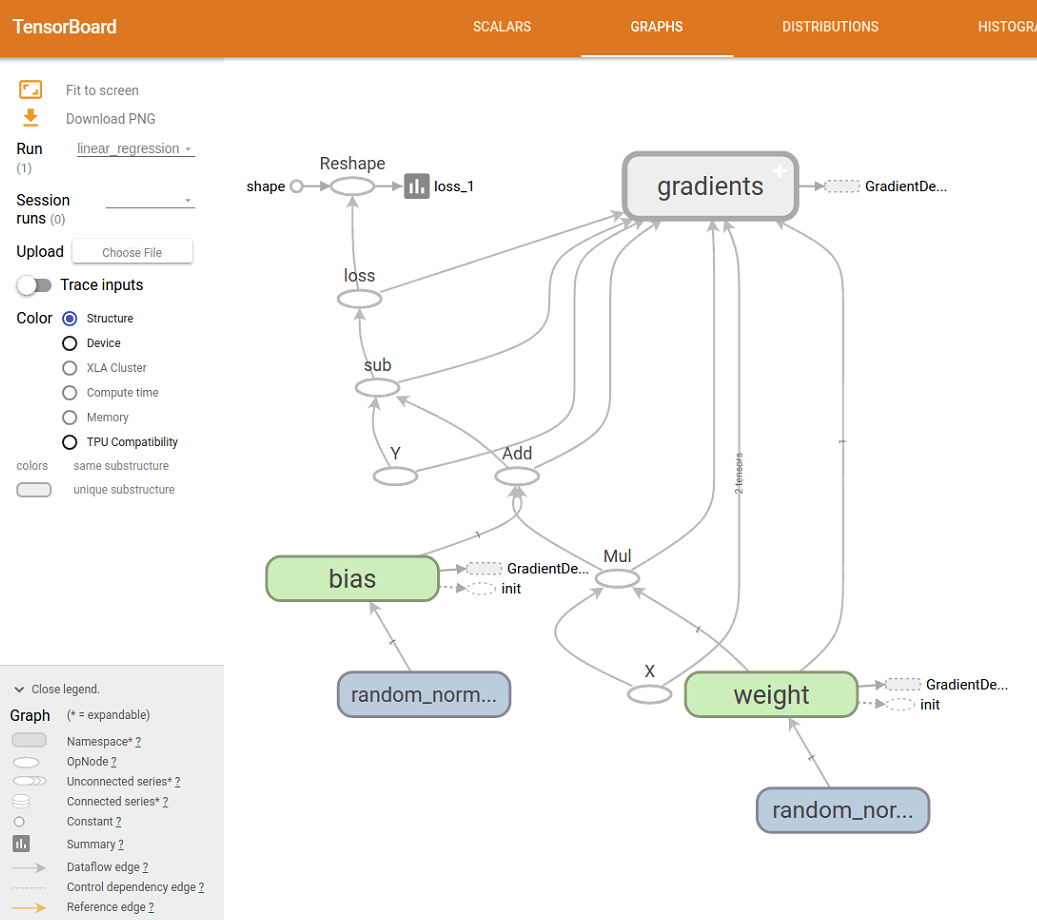 TensorBoard
SCALARS
GRAPHS
DISTRIBUTIONS
HISTOGRA
Fit to screen
Download PNG
Run
linear_regression
(1)
Session
runs (0)
Upload
Choose File
Trace inputs
Color
Structure
Device
XLA Cluster
Compute time
Memory
TPU Compatibility
colors
same substructure
unique substructure
Close legend.
Graph
(* = expandable)
Namespace* ?
OpNode ?
Unconnected series* ?
Connected series* ?
Constant ?
Summary ?
Dataflow edge ?
Control dependency edge ?
Reference edge ?
Reshape
shape
loss_1
gradients
GradientDe...
loss
sub
Y
Add
2 tensors
bias
GradientDe...
init
Mul
random_norm...
X
weight
GradientDe...
init
random_nor...